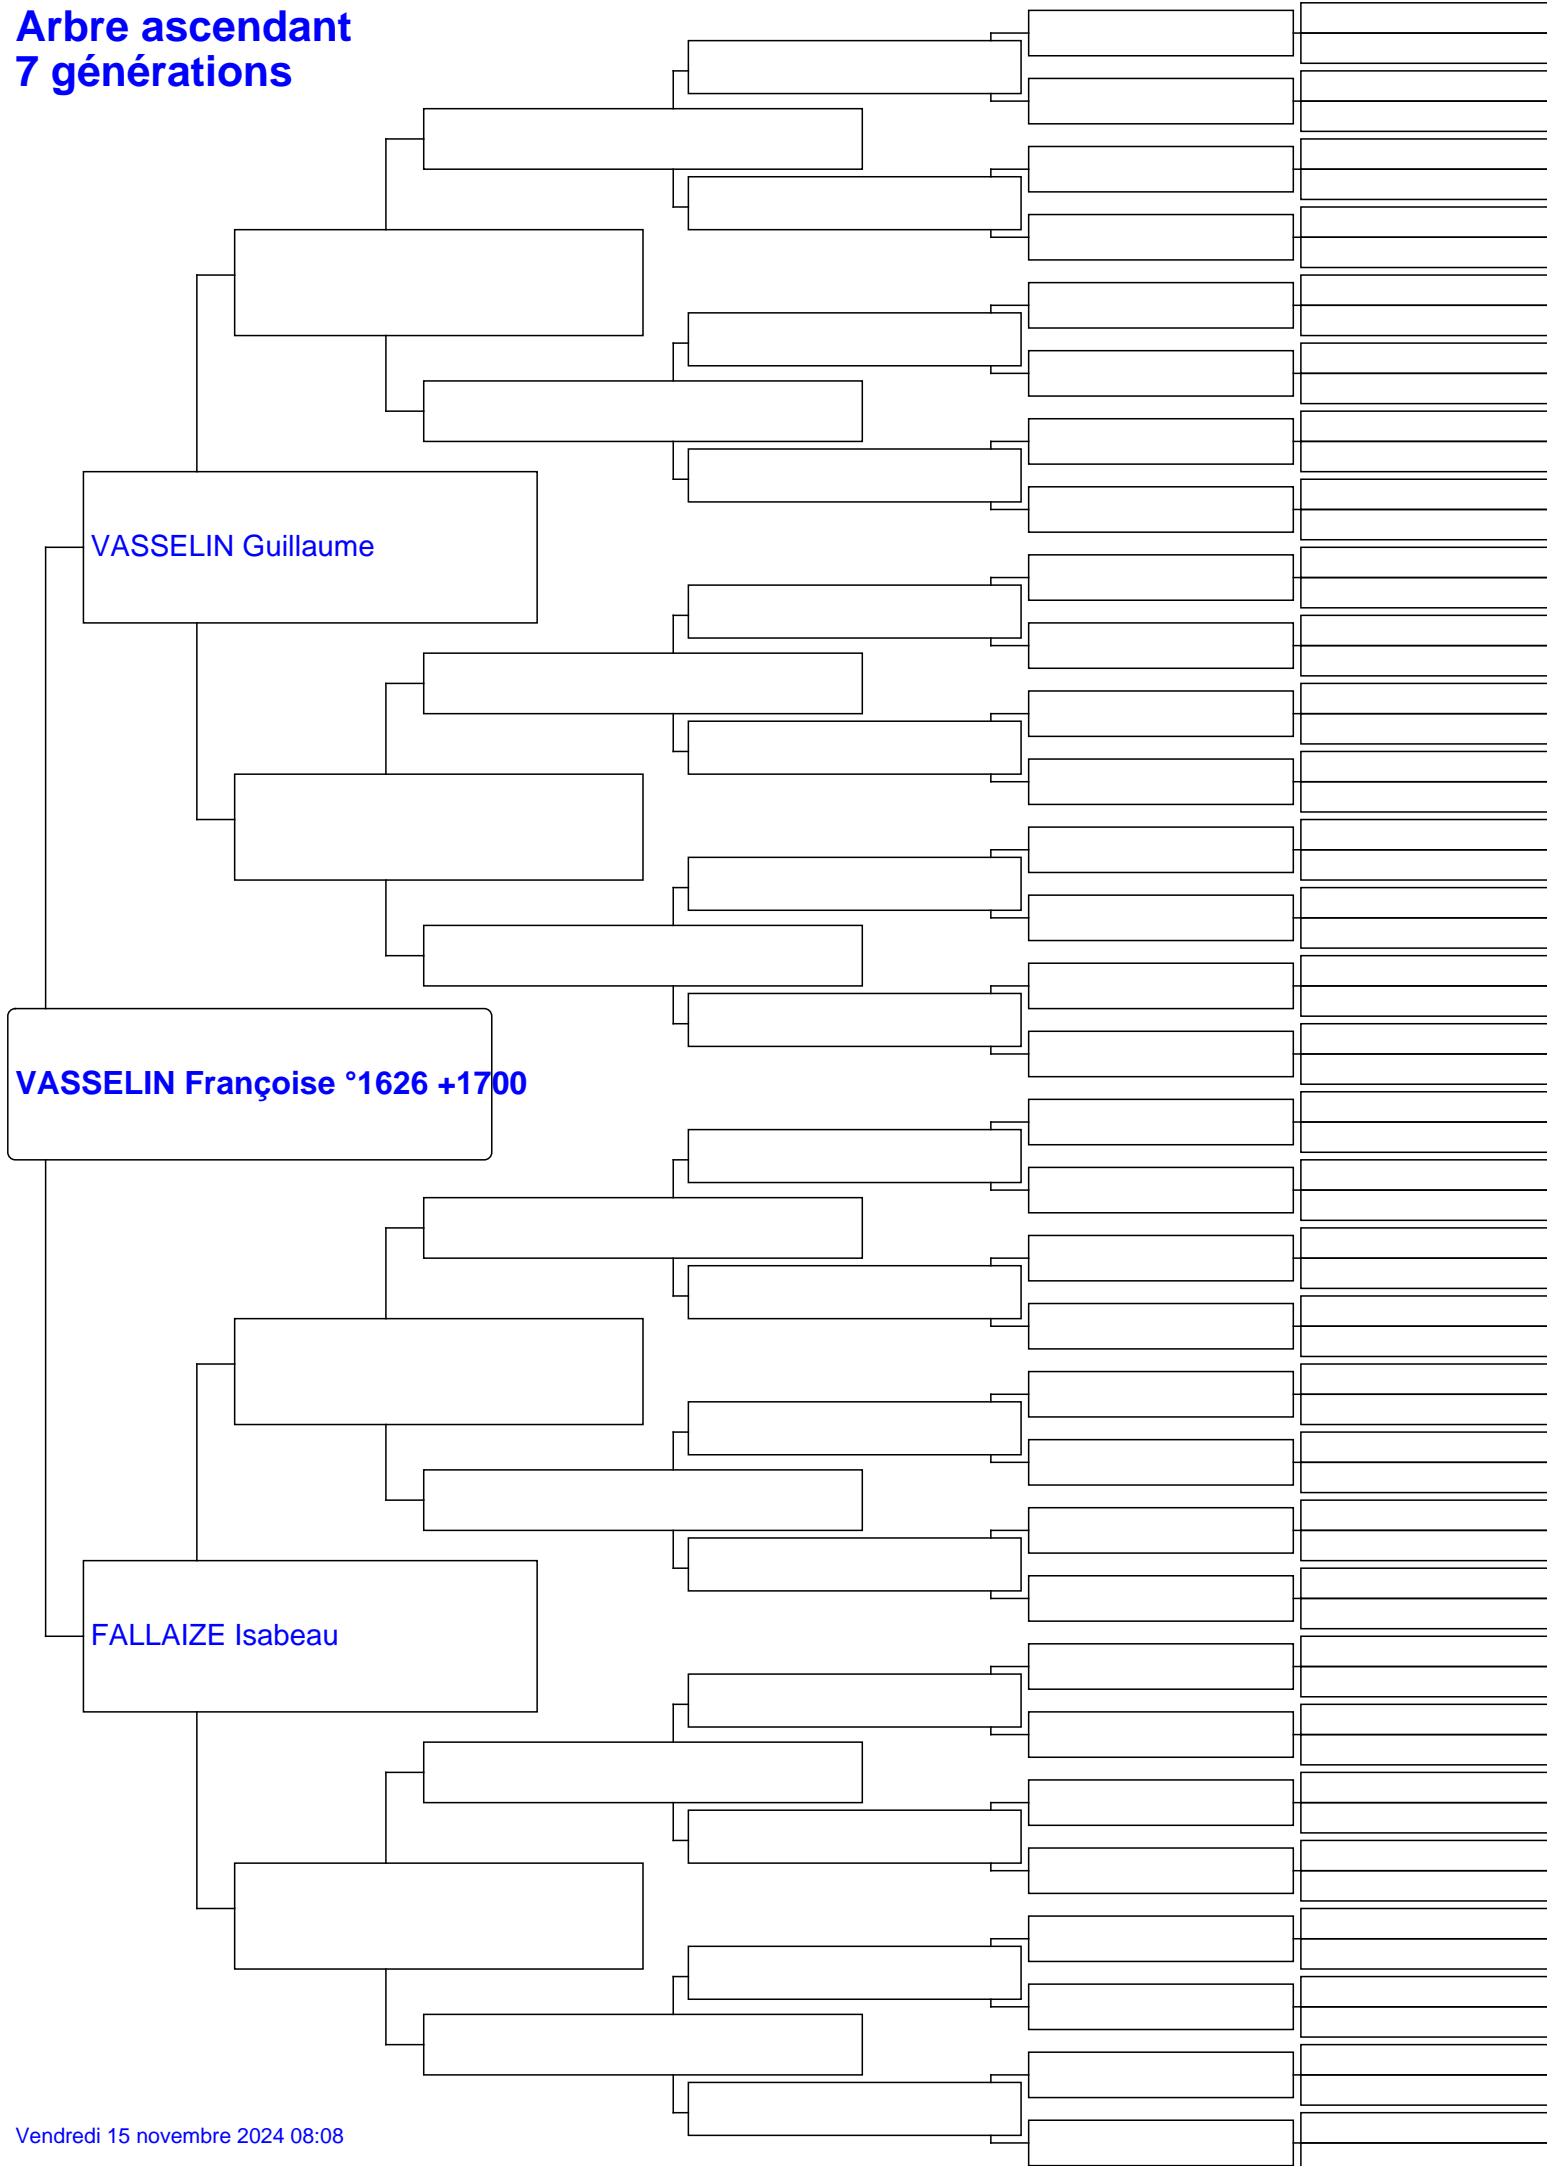 Arbre ascendant
7 générations
VASSELIN Guillaume
VASSELIN Françoise °1626 +1700
FALLAIZE Isabeau
Vendredi 15 novembre 2024 08:08